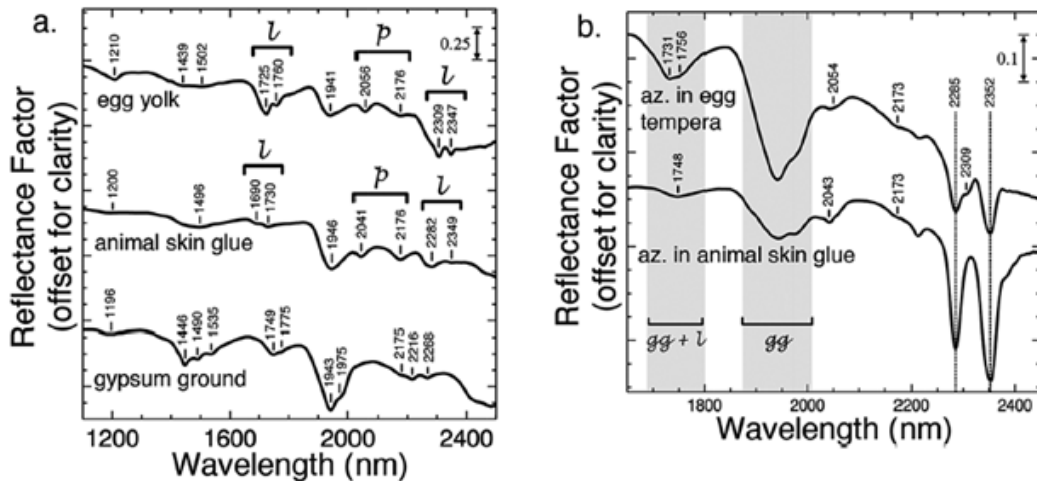 a.
Reflectance Factor
(offset for clarity)
0.25
l
p
l
1210
1439
1502
1725
1760
1941
2056
2176
2309
2347
egg yolk
l
p
l
1200
1496
1690
1730
1946
2041
2176
2282
2349
animal skin glue
1196
1446
1490
1535
1749
1775
1943
1975
2175
2216
2268
gypsum ground
1200
1600
2000
2400
Wavelength (nm)
b.
Reflectance Factor
(offset for clarity)
0.1
1731
1756
2054
2173
2285
2309
2352
az. in egg
tempera
1748
2043
2173
az. in animal skin glue
gg + l
gg
1800
2000
2200
2400
Wavelength (nm)